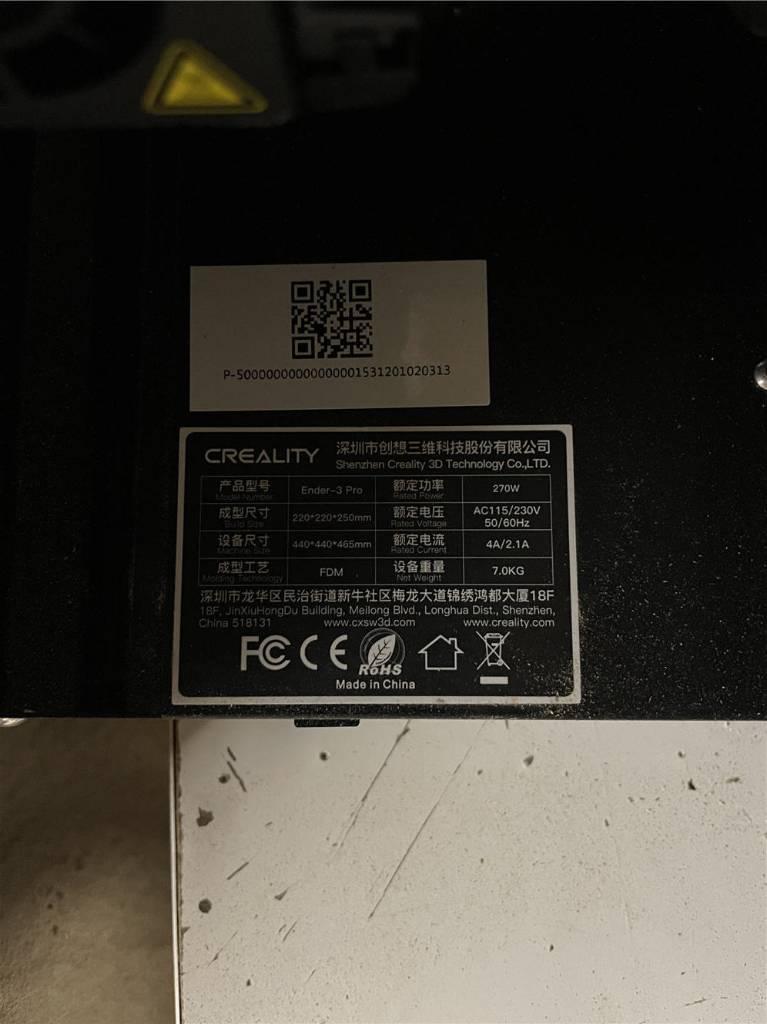 P-5000000000000001531201020313
CREALITY 深圳市创想三维科技股份有限公司
Shenzhen Creality 3D Technology Co.,LTD.
产品型号 Ender-3 Pro 额定功率 270W
Model Number Rated Power
成型尺寸 220*220*250mm 额定电压 AC115/230V
Build Size Rated Voltage 50/60Hz
设备尺寸 440*440*465mm 额定电流 4A/2.1A
Machine Size Rated Current
成型工艺 FDM 设备重量 7.0KG
Molding Technology Net Weight
深圳市龙华区民治街道新牛社区梅龙大道锦绣鸿都大厦18F
18F, JinXiuHongDu Building, Meilong Blvd., Longhua Dist., Shenzhen,
China 518131 www.cxsw3d.com www.creality.com
FC CE RoHS
Made in China